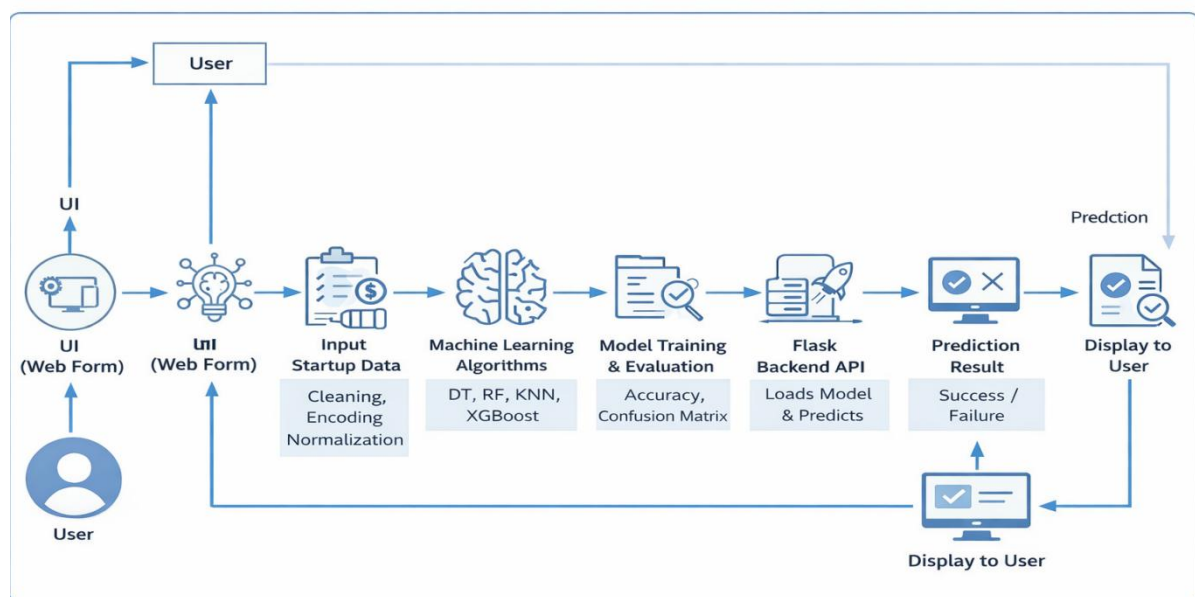 User
UI
Predction
UI
(Web Form)
(Web Form)
Input
Startup Data
Cleaning,
Encoding
Normalization
Machine Learning
Algorithms
DT, RF, KNN,
XGBoost
Model Training
& Evaluation
Accuracy,
Confusion Matrix
Flask
Backend API
Loads Model
& Predicts
Prediction
Result
Success /
Failure
Display to
User
User
Display to User